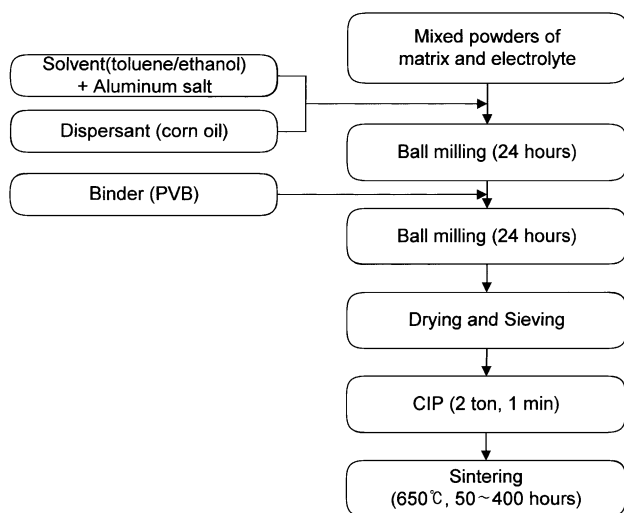 Mixed powders of
matrix and electrolyte
Solvent(toluene/ethanol)
+ Aluminum salt
Dispersant (corn oil)
Ball milling (24 hours)
Binder (PVB)
Ball milling (24 hours)
Drying and Sieving
CIP (2 ton, 1 min)
Sintering
(650℃, 50~400 hours)